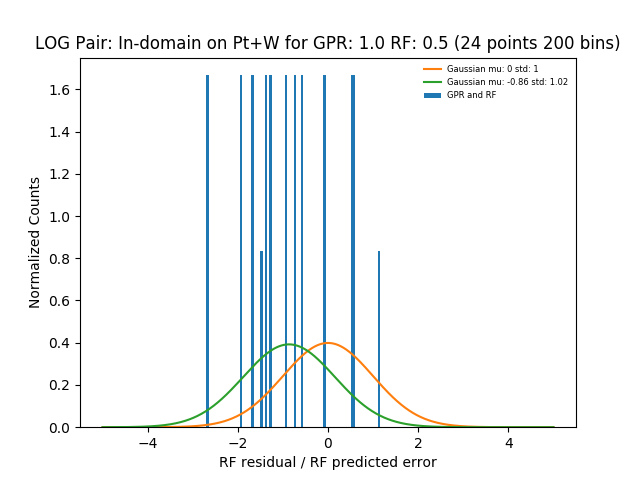 LOG Pair: In-domain on Pt+W for GPR: 1.0 RF: 0.5 (24 points 200 bins)
Gaussian mu: 0 std: 1
Gaussian mu: -0.86 std: 1.02
GPR and RF
Normalized Counts
1.6
1.4
1.2
1.0
0.8
0.6
0.4
0.2
0.0
−4
−2
0
2
4
RF residual / RF predicted error